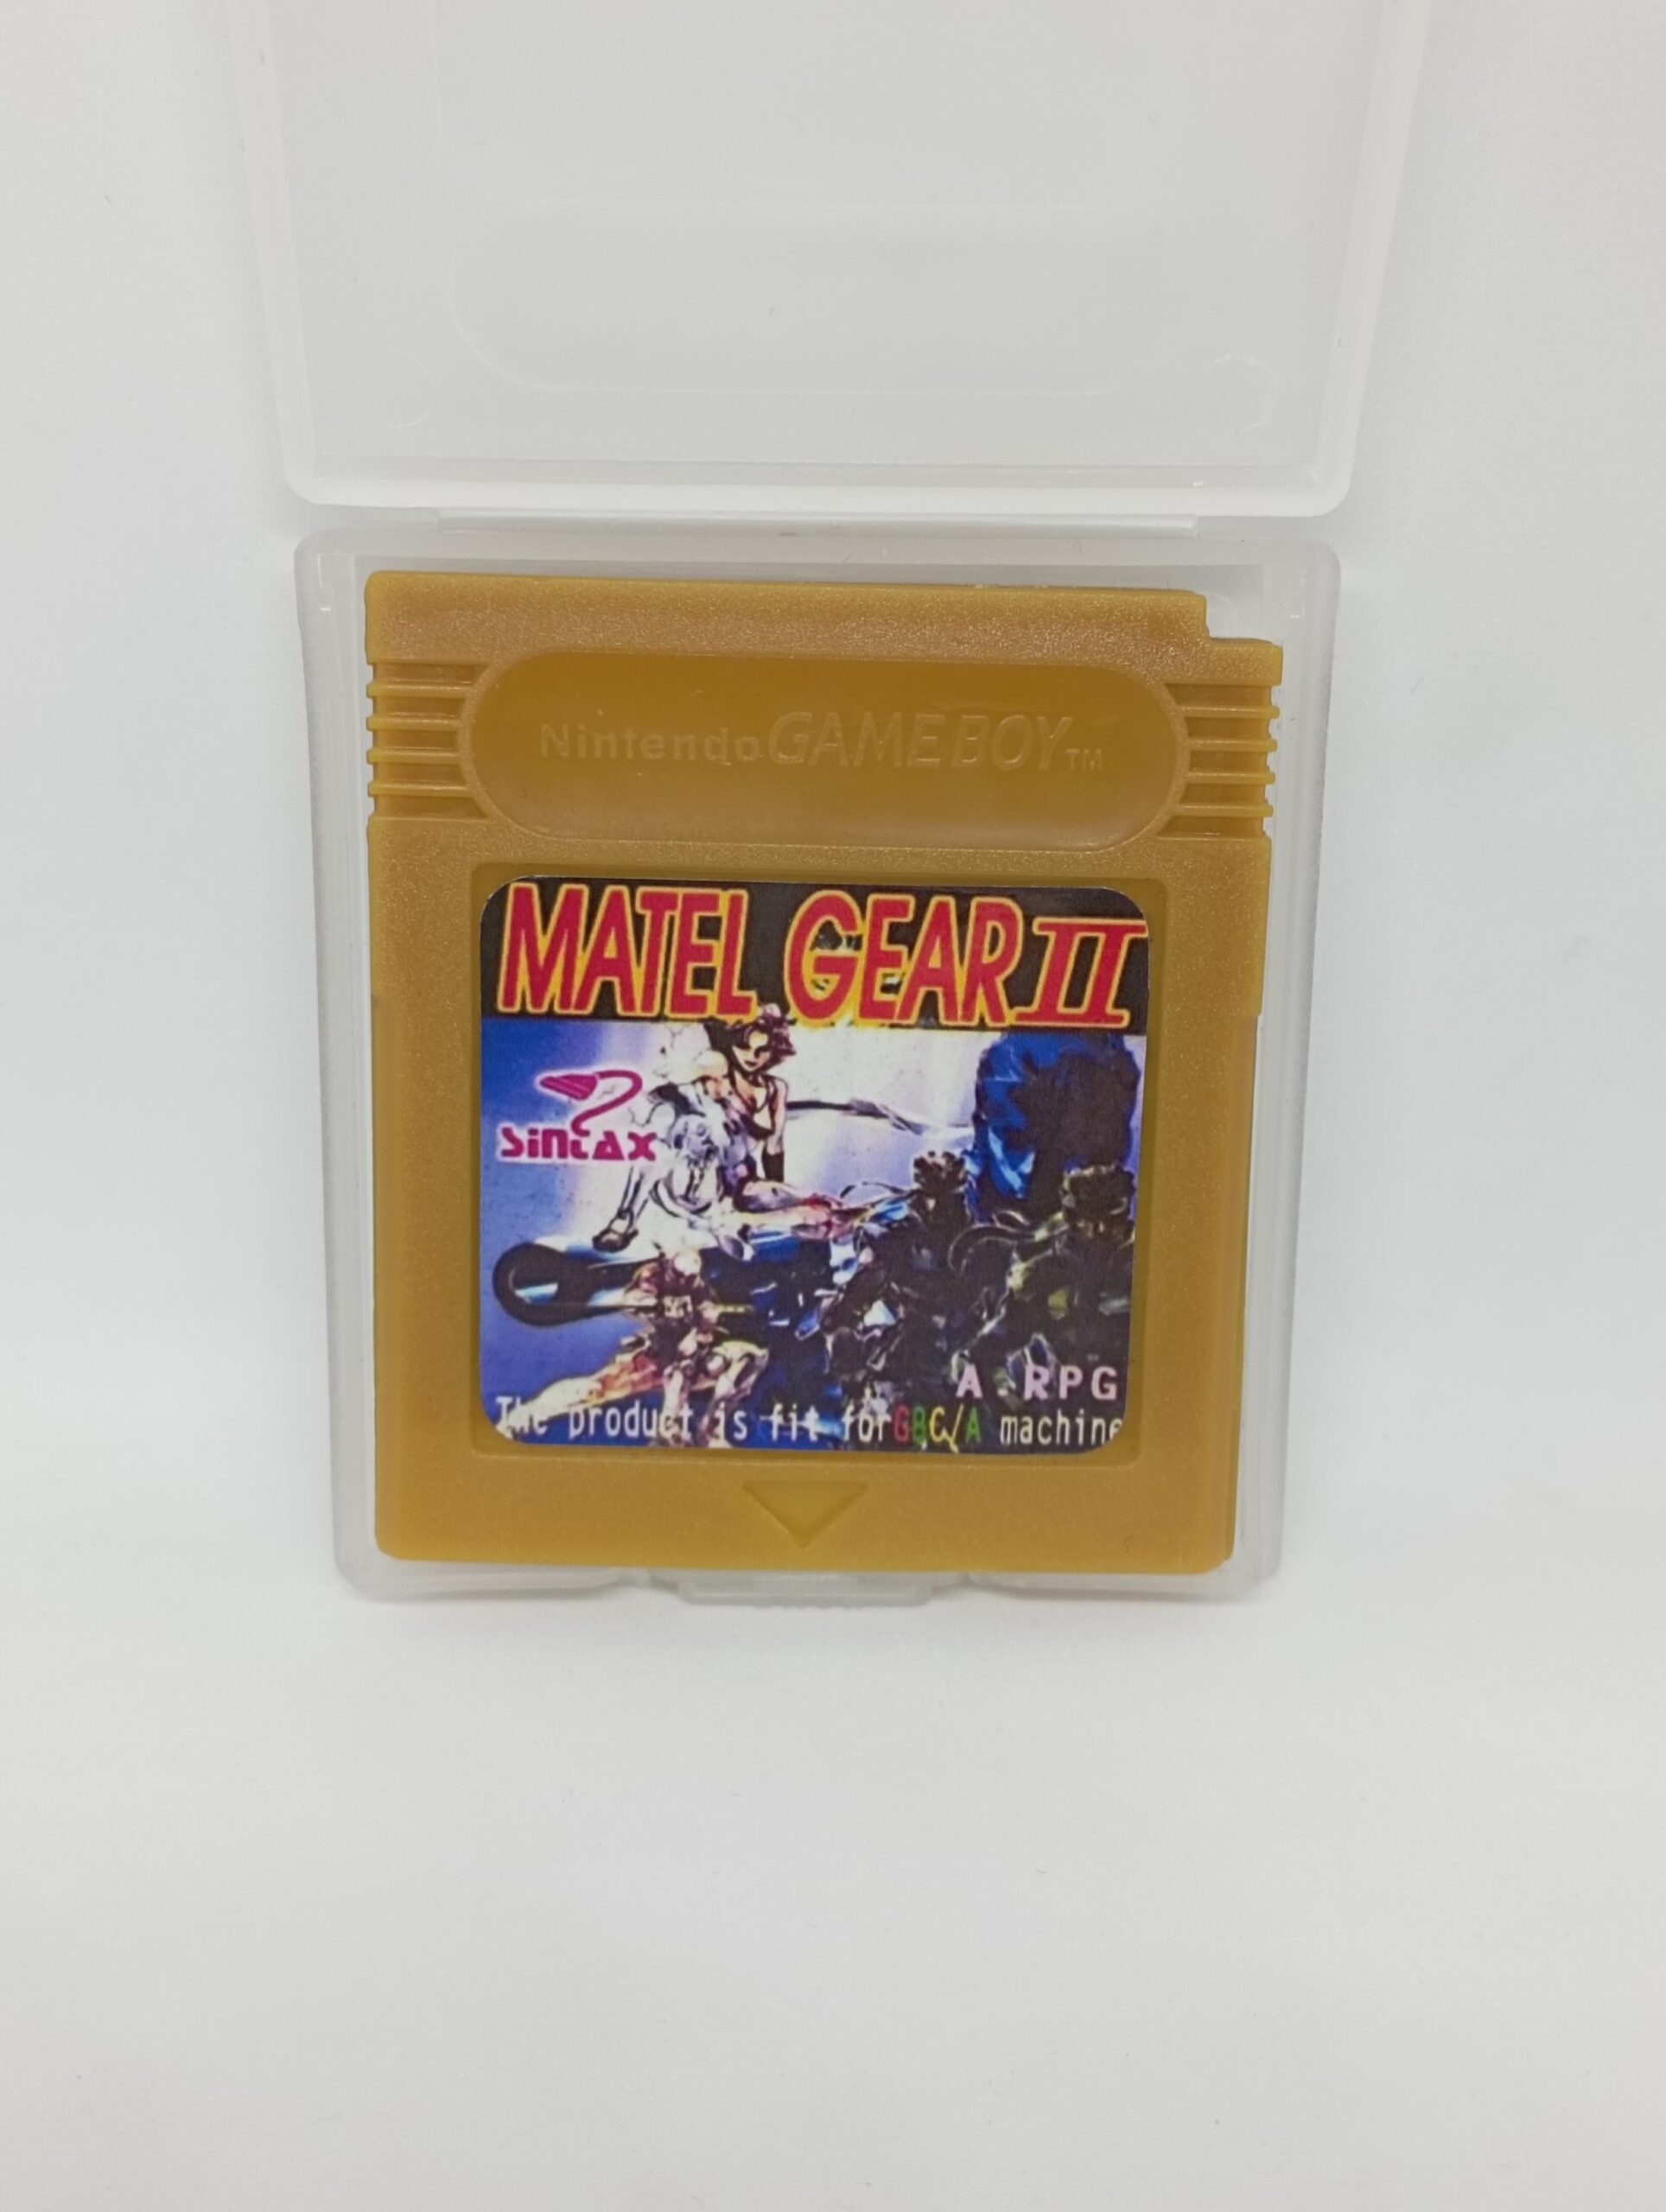 Nintendo GAME BOY TM
MATEL GEAR II
SiNtAX
A.RPG
The product is fit for GBC/A machine